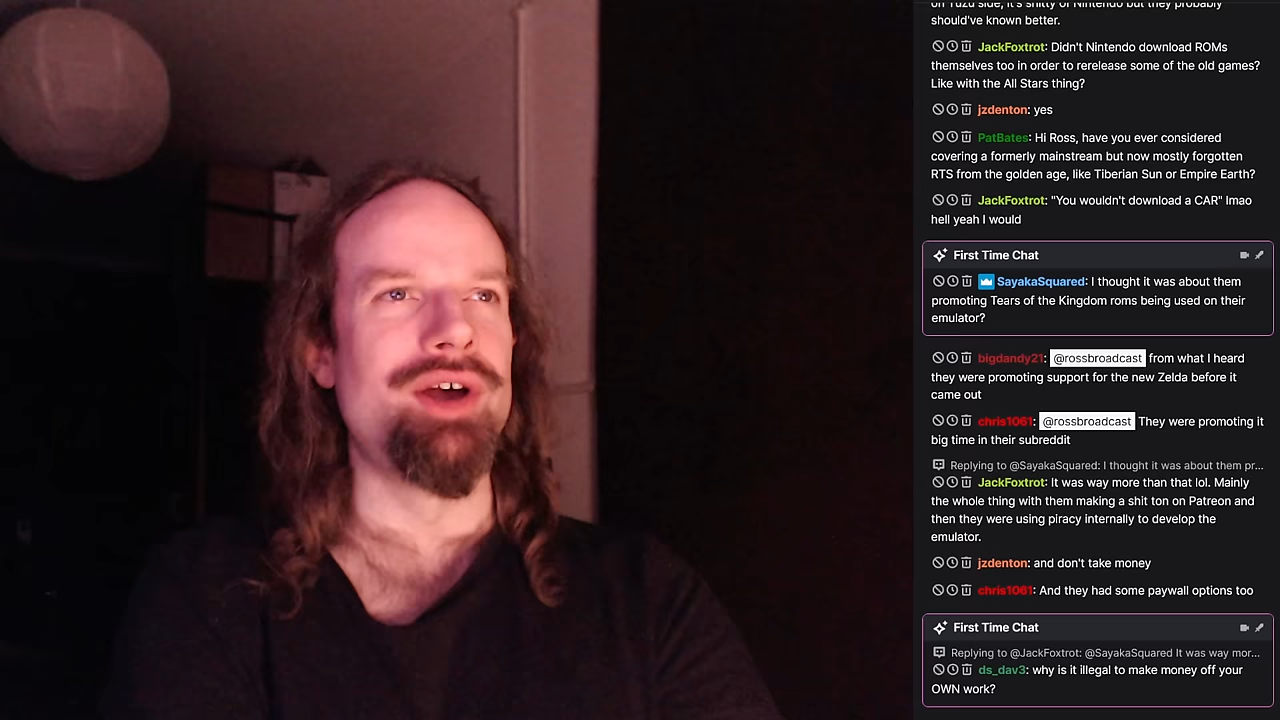 on Yuzu side, it's shitty of Nintendo but they probably
should've known better.
JackFoxtrot: Didn't Nintendo download ROMs
themselves too in order to rerelease some of the old games?
Like with the All Stars thing?
jzdenton: yes
PatBates: Hi Ross, have you ever considered
covering a formerly mainstream but now mostly forgotten
RTS from the golden age, like Tiberian Sun or Empire Earth?
JackFoxtrot: "You wouldn't download a CAR" lmao
hell yeah I would
First Time Chat
SayakaSquared: I thought it was about them
promoting Tears of the Kingdom roms being used on their
emulator?
bigdandy21: @rossbroadcast from what I heard
they were promoting support for the new Zelda before it
came out
chris1061: @rossbroadcast They were promoting it
big time in their subreddit
Replying to @SayakaSquared: I thought it was about them pr...
JackFoxtrot: It was way more than that lol. Mainly
the whole thing with them making a shit ton on Patreon and
then they were using piracy internally to develop the
emulator.
jzdenton: and don't take money
chris1061: And they had some paywall options too
First Time Chat
Replying to @JackFoxtrot: @SayakaSquared It was way mor...
ds_dav3: why is it illegal to make money off your
OWN work?